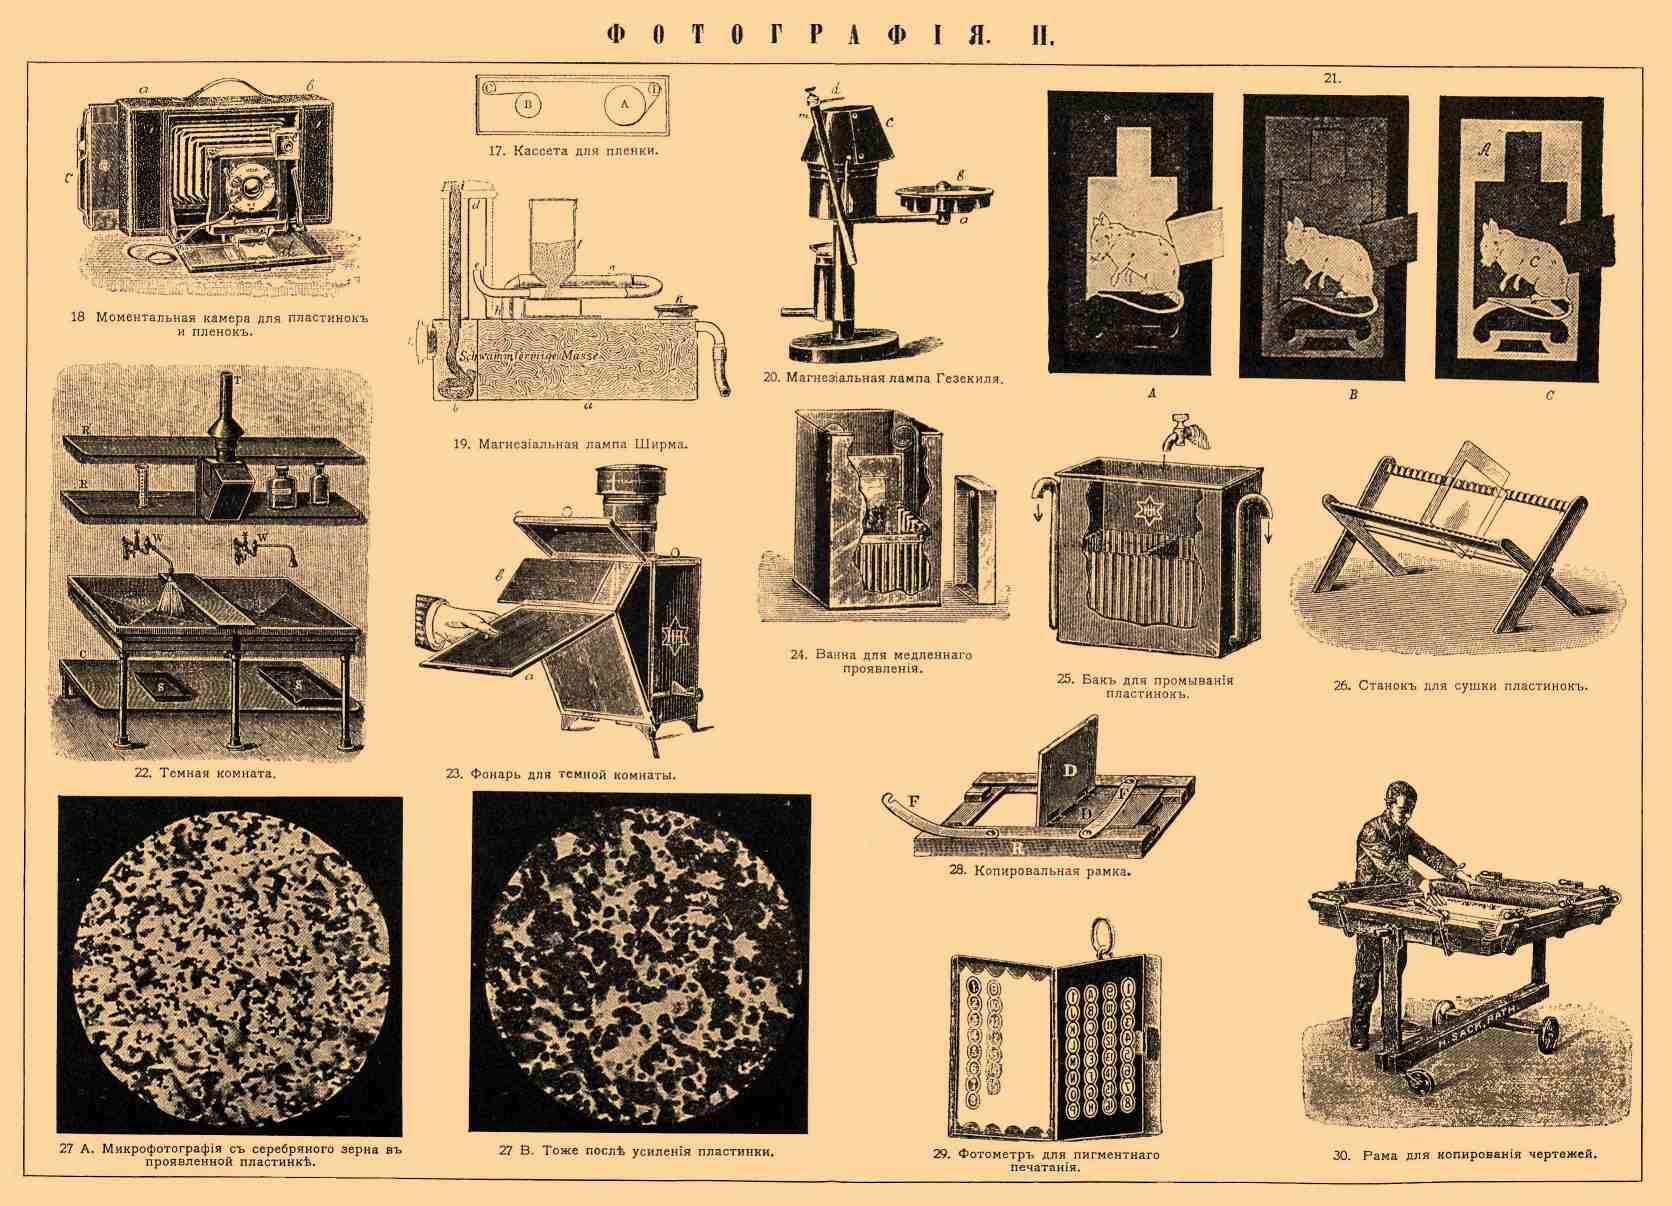 ФОТОГРАФІЯ. II.
a
b
C
18 Моментальная камера для пластинокъ
и пленокъ.
C
B
A
D
17. Кассета для пленки.
d
f
e
n
h
Schwammförmige Masse
b
a
19. Магнезіальная лампа Ширма.
d
m
c
b
a
20. Магнезіальная лампа Гезекиля.
21.
A
C
A
B
C
T
R
R
W
W
C
S
S
22. Темная комната.
b
a
23. Фонарь для темной комнаты.
24. Ванна для медленнаго
проявленія.
25. Бакъ для промыванія
пластинокъ.
26. Станокъ для сушки пластинокъ.
27 А. Микрофотографія съ серебряного зерна въ
проявленной пластинкѣ.
27 В. Тоже послѣ усиленія пластинки.
D
F
F
D
R
28. Копировальная рамка.
29. Фотометръ для пигментнаго
печатанія.
30. Рама для копированія чертежей.